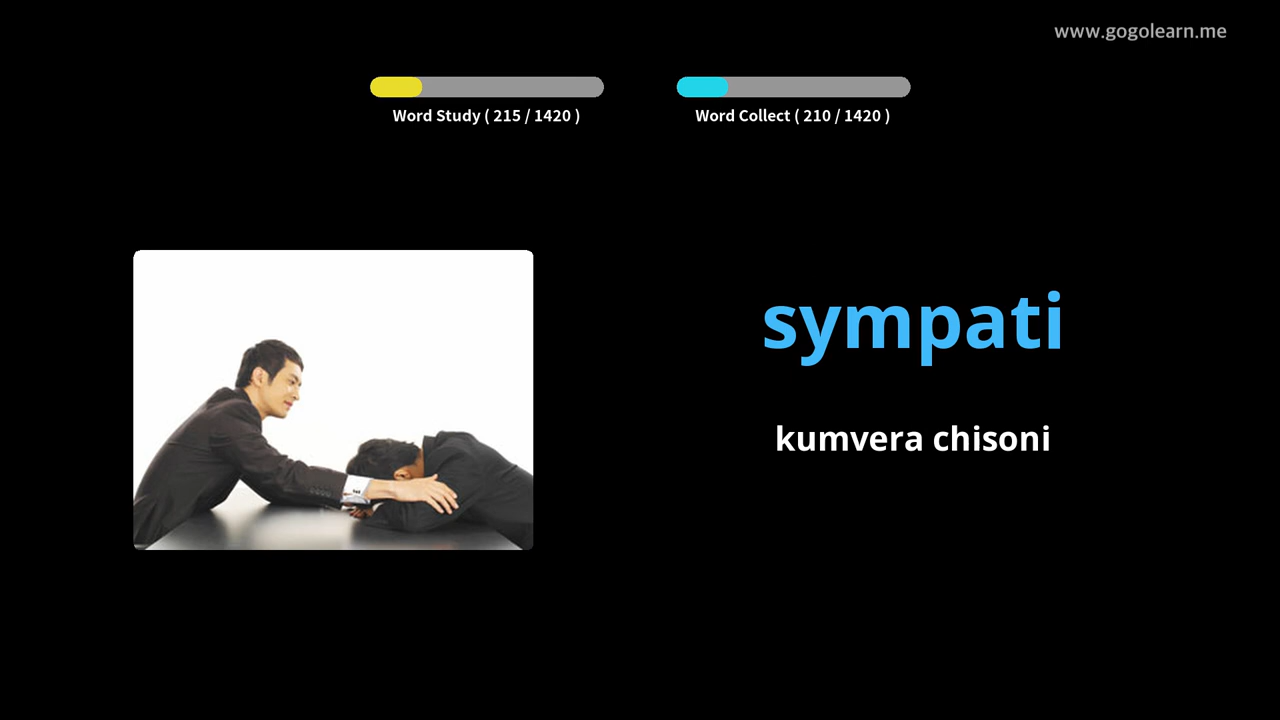 www.gogolearn.me
Word Study ( 215 / 1420 )
Word Collect ( 210 / 1420 )
sympati
kumvera chisoni